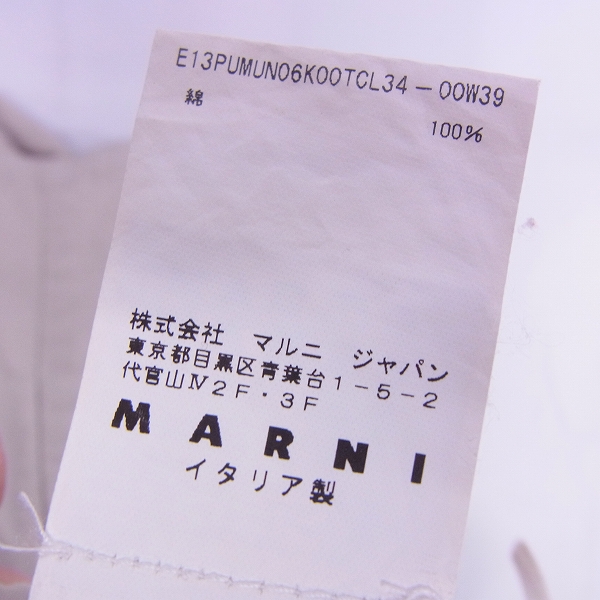 E13PUMUN06K00TCL34－00W39
綿 100%
株式会社 マルニ ジャパン
東京都目黒区青葉台1－5－2
代官山Ⅳ2F・3F
MARNI
イタリア製